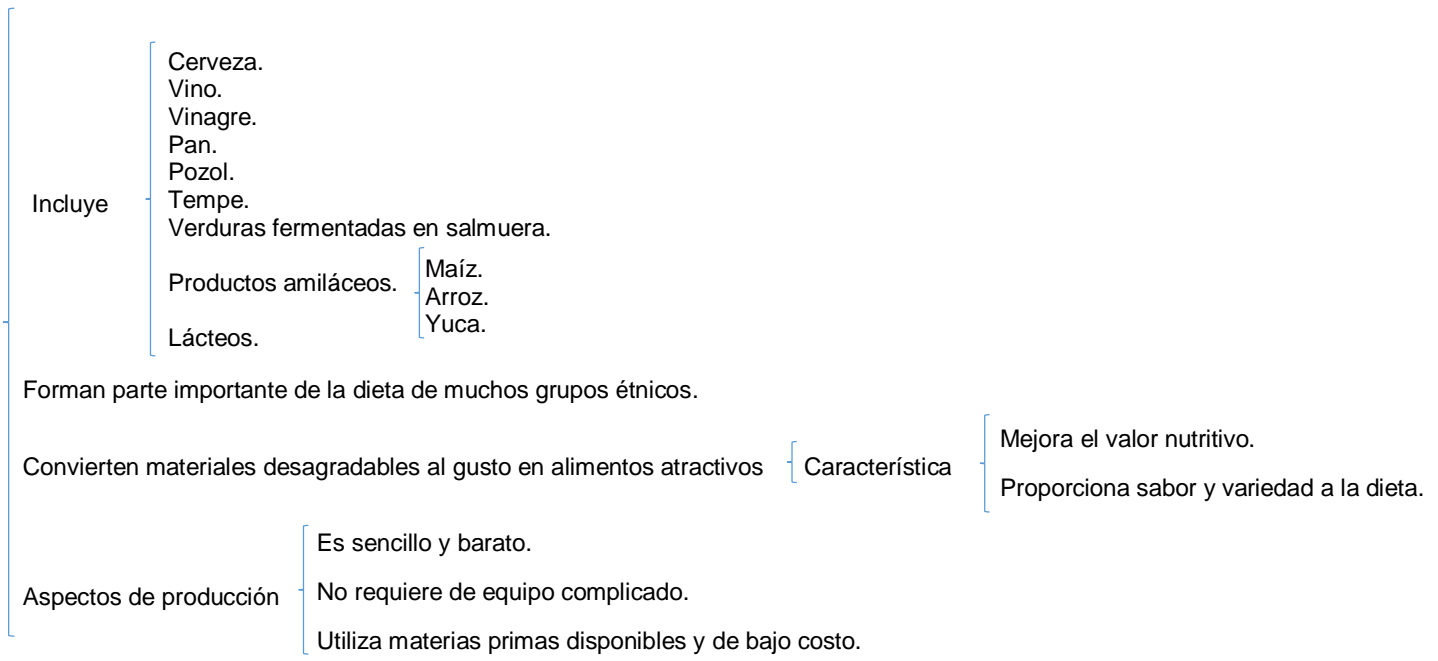 Incluye
Cerveza.
Vino.
Vinagre.
Pan.
Pozol.
Tempe.
Verduras fermentadas en salmuera.
Productos amiláceos.
Maíz.
Arroz.
Yuca.
Lácteos.
Forman parte importante de la dieta de muchos grupos étnicos.
Convierten materiales desagradables al gusto en alimentos atractivos
Característica
Mejora el valor nutritivo.
Proporciona sabor y variedad a la dieta.
Aspectos de producción
Es sencillo y barato.
No requiere de equipo complicado.
Utiliza materias primas disponibles y de bajo costo.